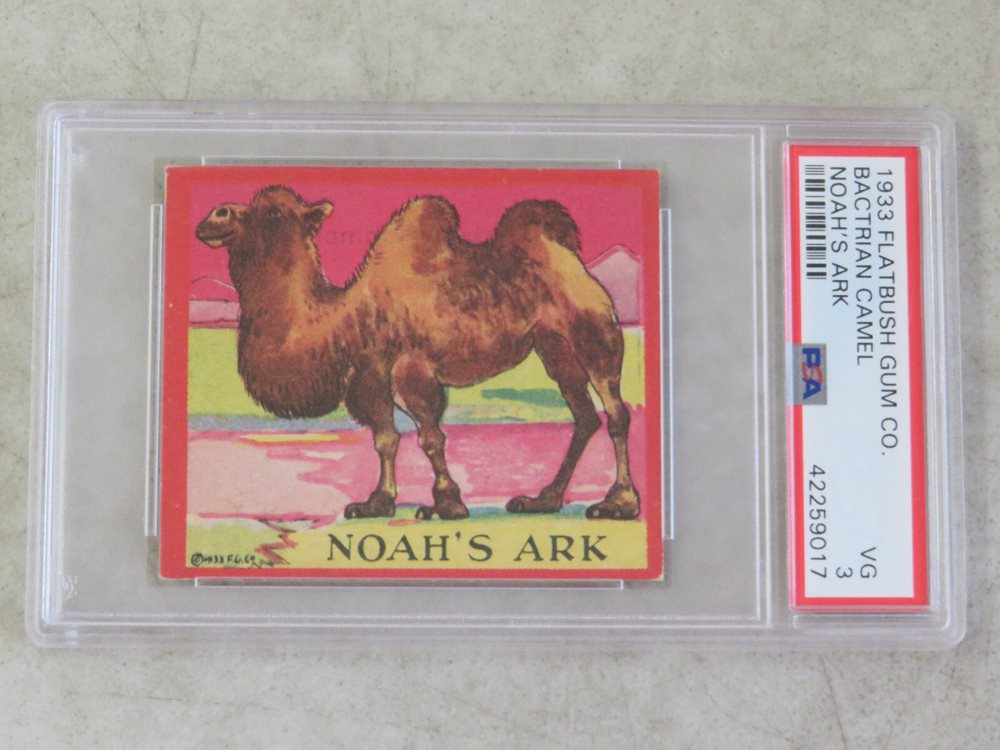 NOAH'S ARK
©1933 F.G.Co
1933 FLATBUSH GUM CO.
BACTRIAN CAMEL
NOAH'S ARK
VG
3
PSA
42259017